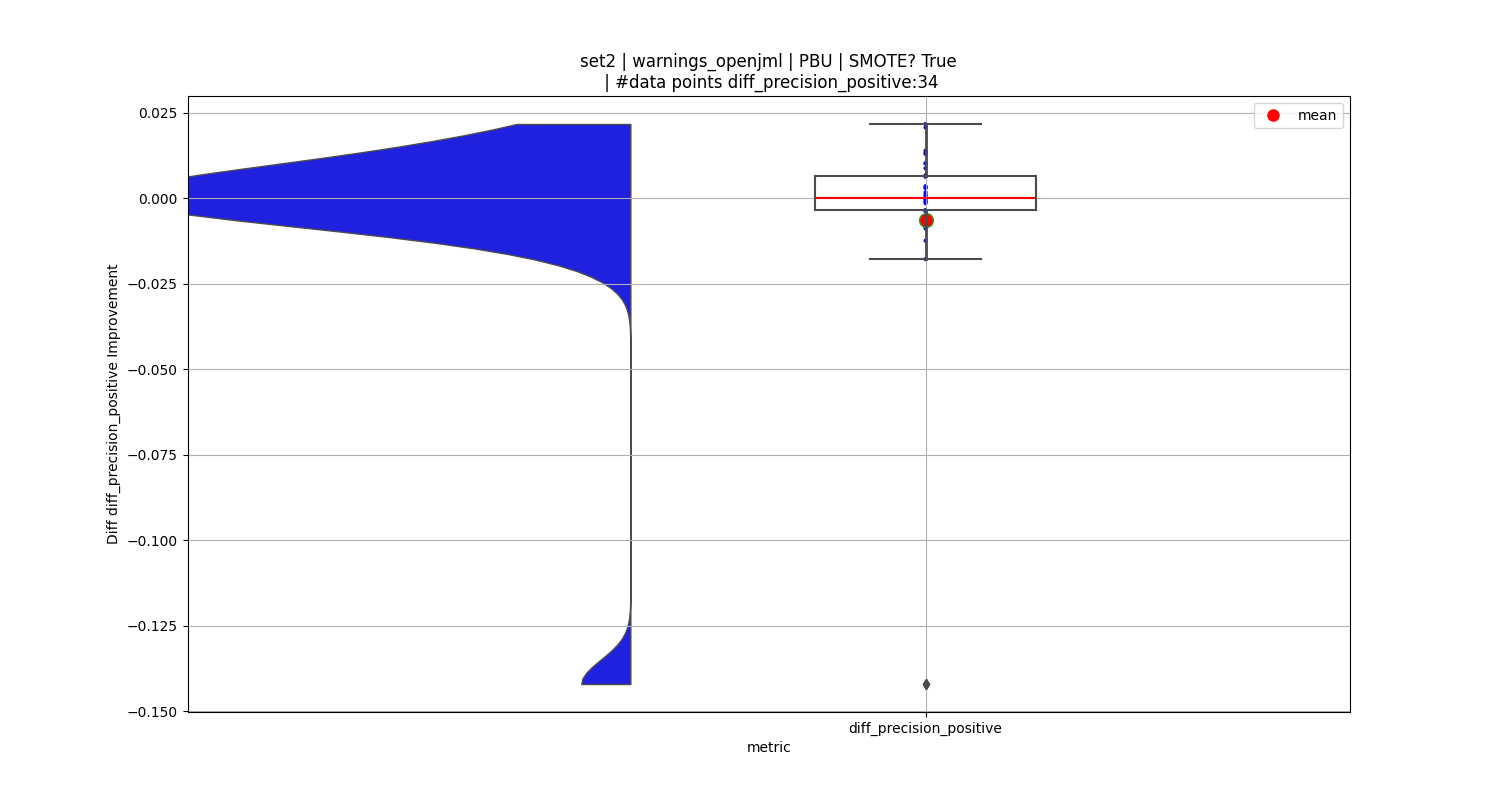 set2 | warnings_openjml | PBU | SMOTE? True
| #data points diff_precision_positive:34
mean
0.025
0.000
−0.025
−0.050
−0.075
−0.100
−0.125
−0.150
Diff diff_precision_positive Improvement
diff_precision_positive
metric